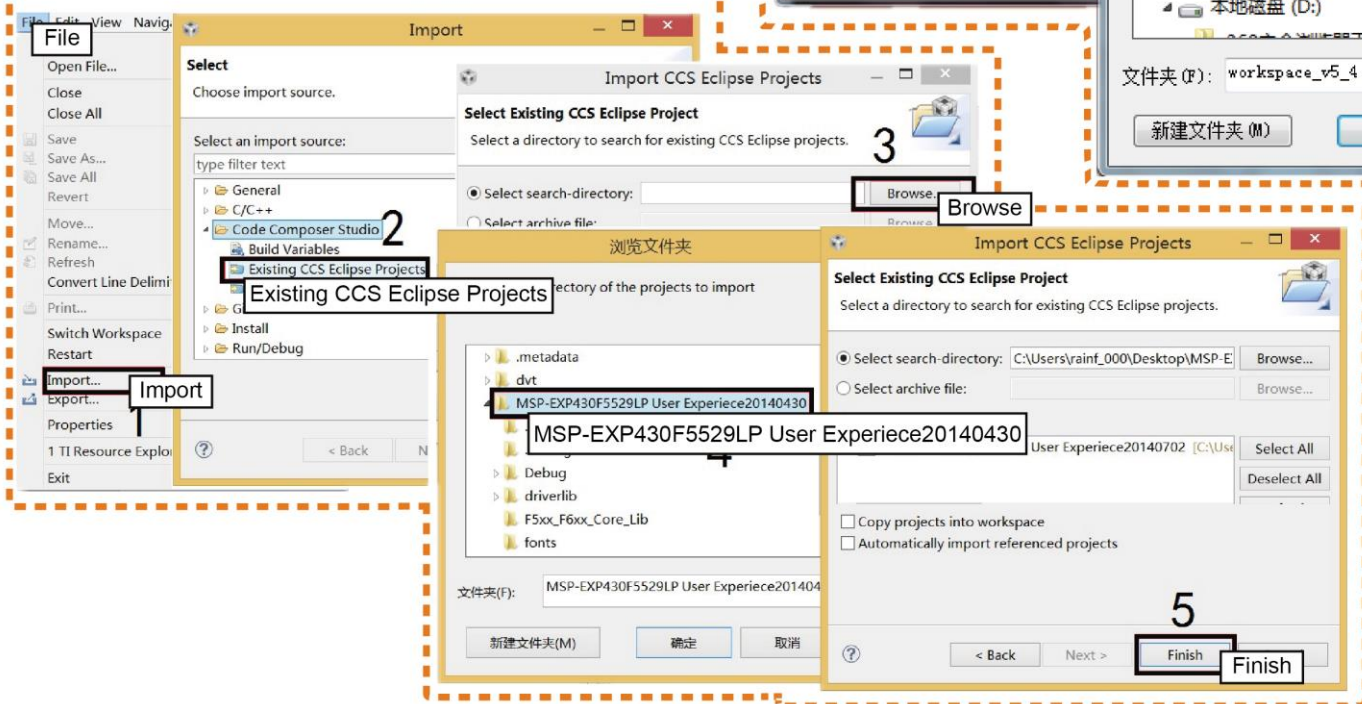 File Edit View Navig
File
Open File...
Close
Close All
Save
Save As...
Save All
Revert
Move...
Rename...
Refresh
Convert Line Delimi
Print...
Switch Workspace
Restart
Import...
Import
1
Export...
Properties
1 TI Resource Explor
Exit
Import
Select
Choose import source.
Select an import source:
type filter text
General
C/C++
Code Composer Studio
2
Build Variables
Existing CCS Eclipse Projects
Existing CCS Eclipse Projects
G
Install
Run/Debug
< Back
N
Import CCS Eclipse Projects
Select Existing CCS Eclipse Project
Select a directory to search for existing CCS Eclipse projects.
3
Select search-directory:
Browse...
Browse
Select archive file:
Browse
浏览文件夹
rectory of the projects to import
.metadata
dvt
MSP-EXP430F5529LP User Experiece20140430
MSP-EXP430F5529LP User Experiece20140430
Debug
driverlib
F5xx_F6xx_Core_Lib
fonts
文件夹(F):
MSP-EXP430F5529LP User Experiece201404
新建文件夹(M)
确定
取消
本地磁盘 (D:)
文件夹(F):
workspace_v5_4
新建文件夹(M)
Import CCS Eclipse Projects
Select Existing CCS Eclipse Project
Select a directory to search for existing CCS Eclipse projects.
Select search-directory:
C:\Users\rainf_000\Desktop\MSP-E
Browse...
Select archive file:
Browse...
User Experiece20140702 [C:\Use
Select All
Deselect All
Copy projects into workspace
Automatically import referenced projects
5
< Back
Next >
Finish
Finish